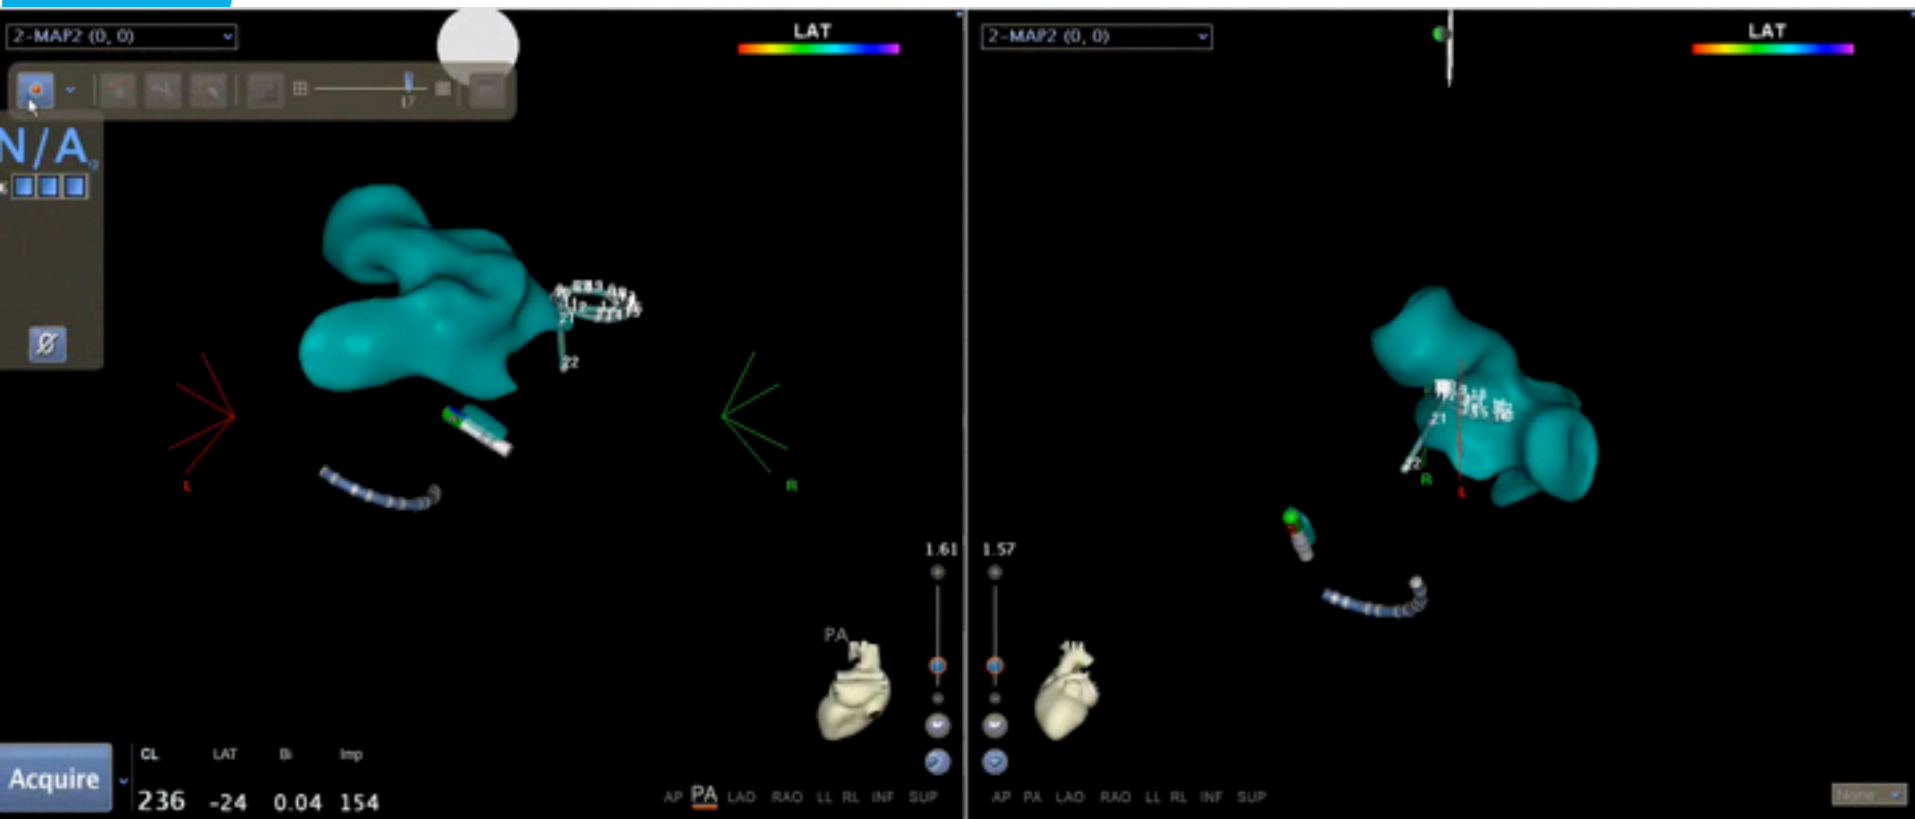 2-MAP2 (0, 0)
LAT
17
N/A
21
22
L
R
1.61
PA
Acquire
CL LAT Bi Imp
236 -24 0.04 154
AP PA LAO RAO LL RL INF SUP
2-MAP2 (0, 0)
LAT
21
R
L
1.57
AP PA LAO RAO LL RL INF SUP
None